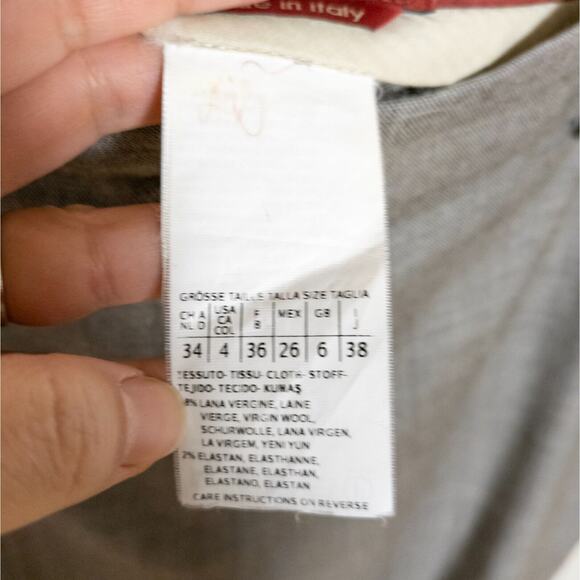 in italy
GRÖSSE TAILLE TALLA SIZE TAGLIA
CH A NL D USA CA COL F B MEX GB I J
34 4 36 26 6 38
TESSUTO- TISSU- CLOTH- STOFF-
TEJIDO- TECIDO- KUMAŞ
8% LANA VERGINE, LAINE
VIERGE, VIRGIN WOOL,
SCHURWOLLE, LANA VIRGEN,
LA VIRGEM, YENI YUN
2% ELASTAN, ELASTHANNE,
ELASTANE, ELASTHAN,
ELASTANO, ELASTAN
CARE INSTRUCTIONS ON REVERSE